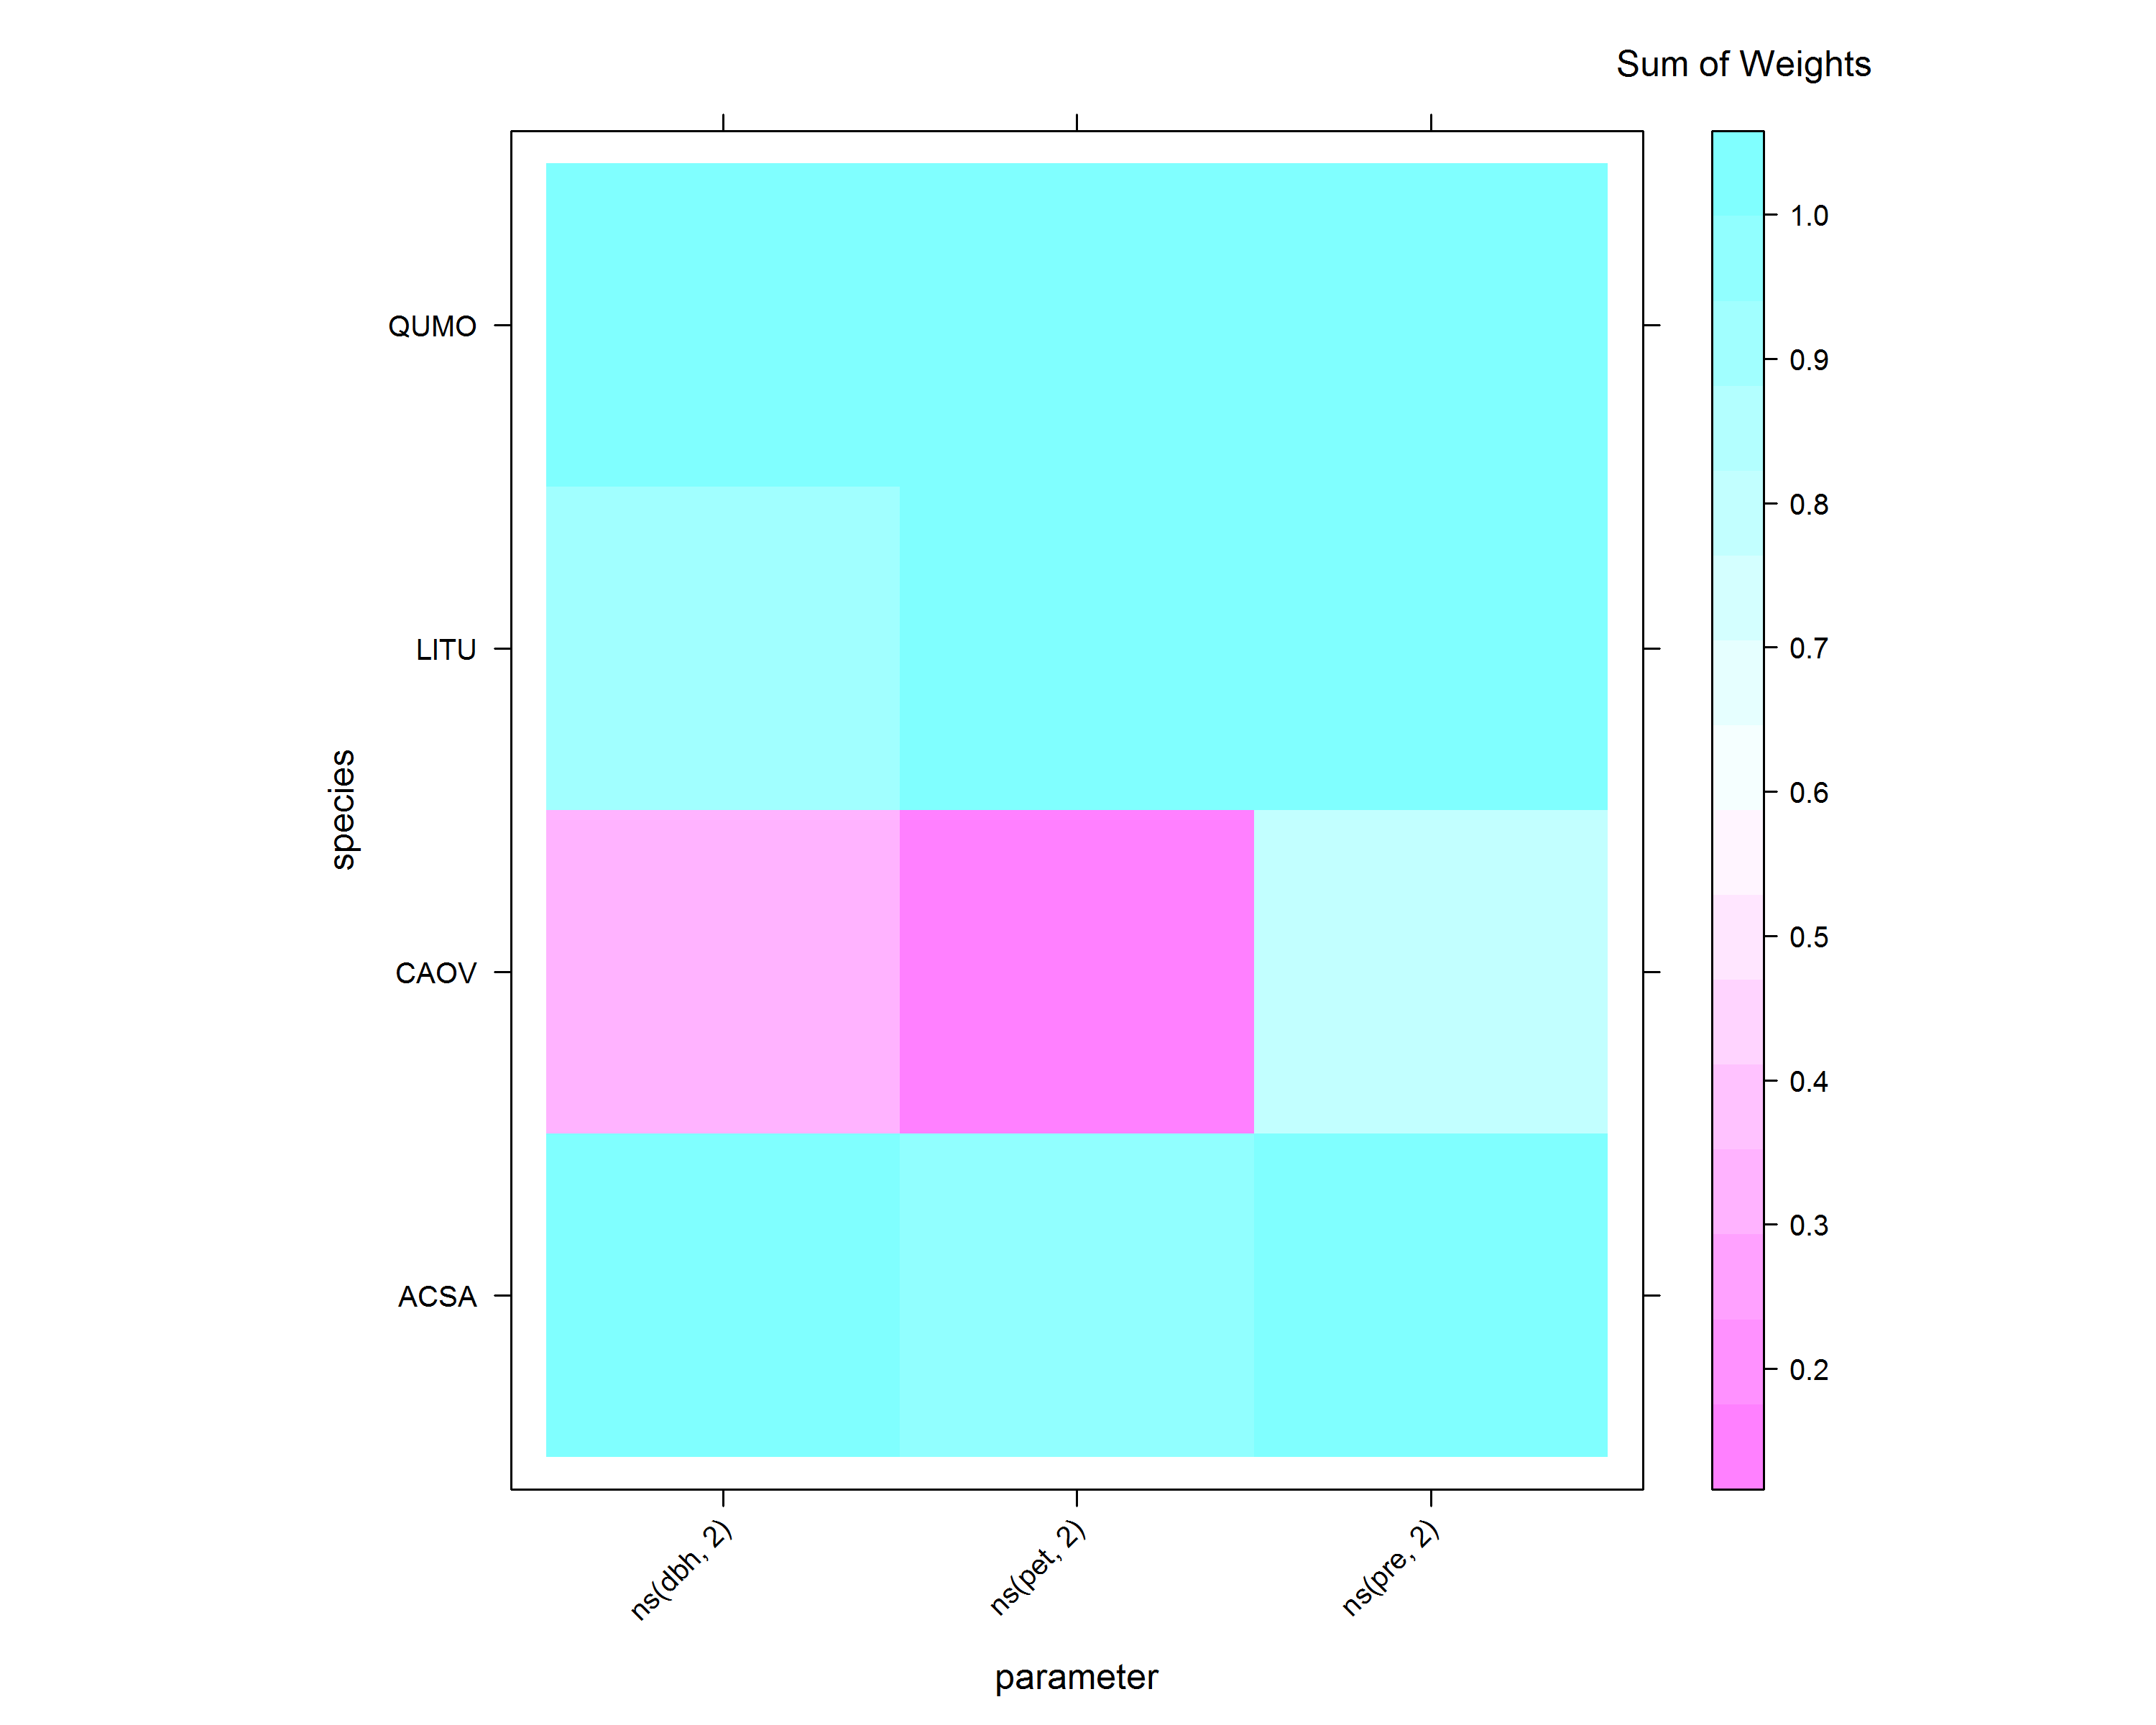 Sum of Weights
1.0
0.9
0.8
0.7
0.6
0.5
0.4
0.3
0.2
species
QUMO
LITU
CAOV
ACSA
ns(dbh, 2)
ns(pet, 2)
ns(pre, 2)
parameter